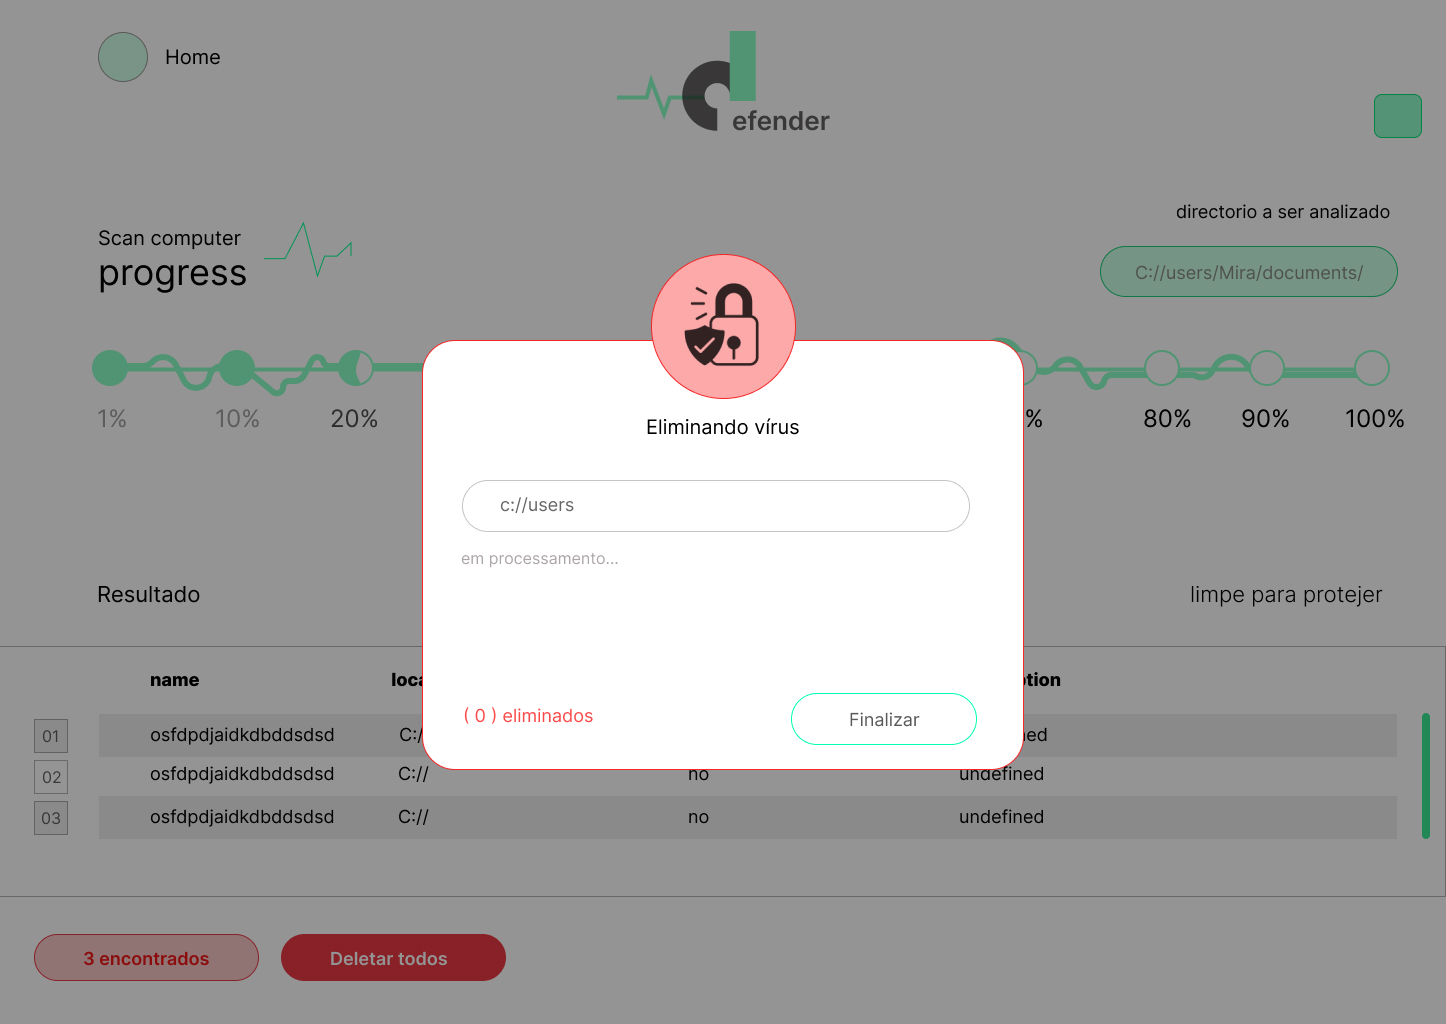 Home
efender
directorio a ser analizado
Scan computer
progress
C://users/Mira/documents/
1% 10% 20% % 80% 90% 100%
Eliminando vírus
c://users
em processamento...
Resultado
limpe para protejer
name loca tion
( 0 ) eliminados
Finalizar
01 osfdpdjaidkdbddsdsd C:/ ned
02 osfdpdjaidkdbddsdsd C:// no undefined
03 osfdpdjaidkdbddsdsd C:// no undefined
3 encontrados
Deletar todos